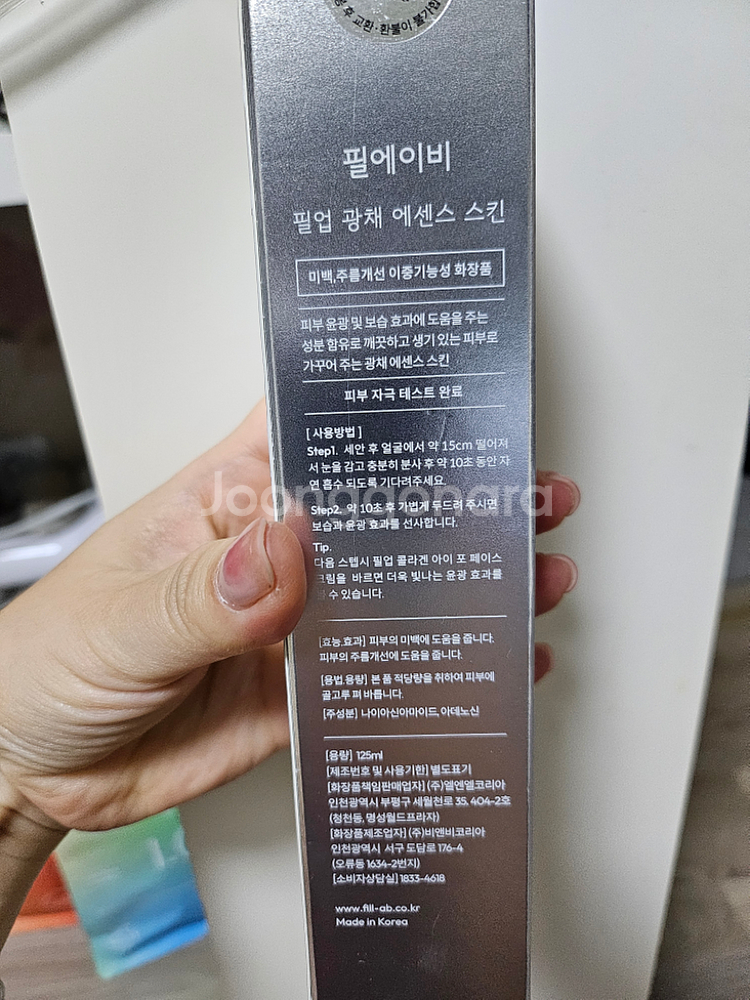 후 교환·환불이 불가한
필에이비
필업 광채 에센스 스킨
미백,주름개선 이중기능성 화장품
피부 윤광 및 보습 효과에 도움을 주는
성분 함유로 깨끗하고 생기 있는 피부로
가꾸어 주는 광채 에센스 스킨
피부 자극 테스트 완료
[ 사용방법 ]
Step1. 세안 후 얼굴에서 약 15cm 떨어져
서 눈을 감고 충분히 분사 후 약 10초 동안 자
연 흡수 되도록 기다려주세요.
Joonggonara
Step2. 약 10초 후 가볍게 두드려 주시면
보습과 윤광 효과를 선사합니다.
Tip.
다음 스텝시 필업 콜라겐 아이 포 페이스
크림을 바르면 더욱 빛나는 윤광 효과를
수 있습니다.
[효능.효과] 피부의 미백에 도움을 줍니다.
피부의 주름개선에 도움을 줍니다.
[용법.용량] 본 품 적당량을 취하여 피부에
골고루 펴 바릅니다.
[주성분] 나이아신아마이드, 아데노신
[용량] 125ml
[제조번호 및 사용기한] 별도표기
[화장품책임판매업자] (주)엘엔엘코리아
인천광역시 부평구 세월천로 35. 404-2호
(청천동, 명성월드프라자)
[화장품제조업자] (주)비엔비코리아
인천광역시 서구 도담로 176-4
(오류동 1634-2번지)
[소비자상담실] 1833-4618
www.fill-ab.co.kr
Made in Korea